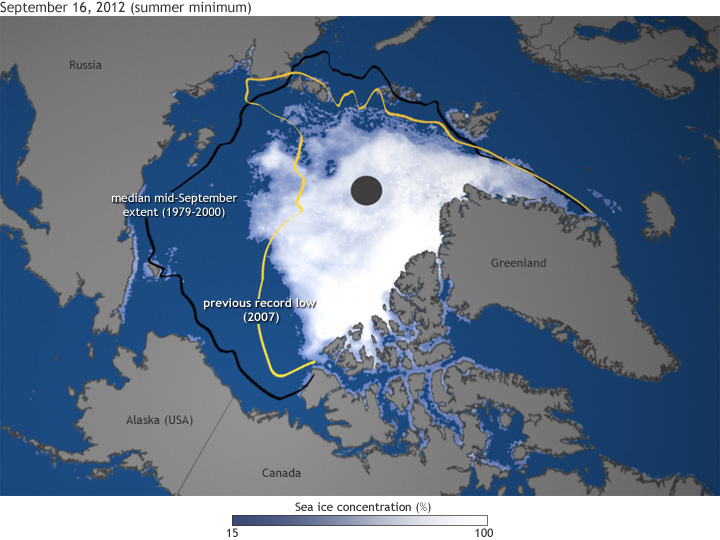 September 16, 2012 (summer minimum)
Russia
median mid-September
extent (1979-2000)
Greenland
previous record low
(2007)
Alaska (USA)
Canada
Sea ice concentration (%)
15 100